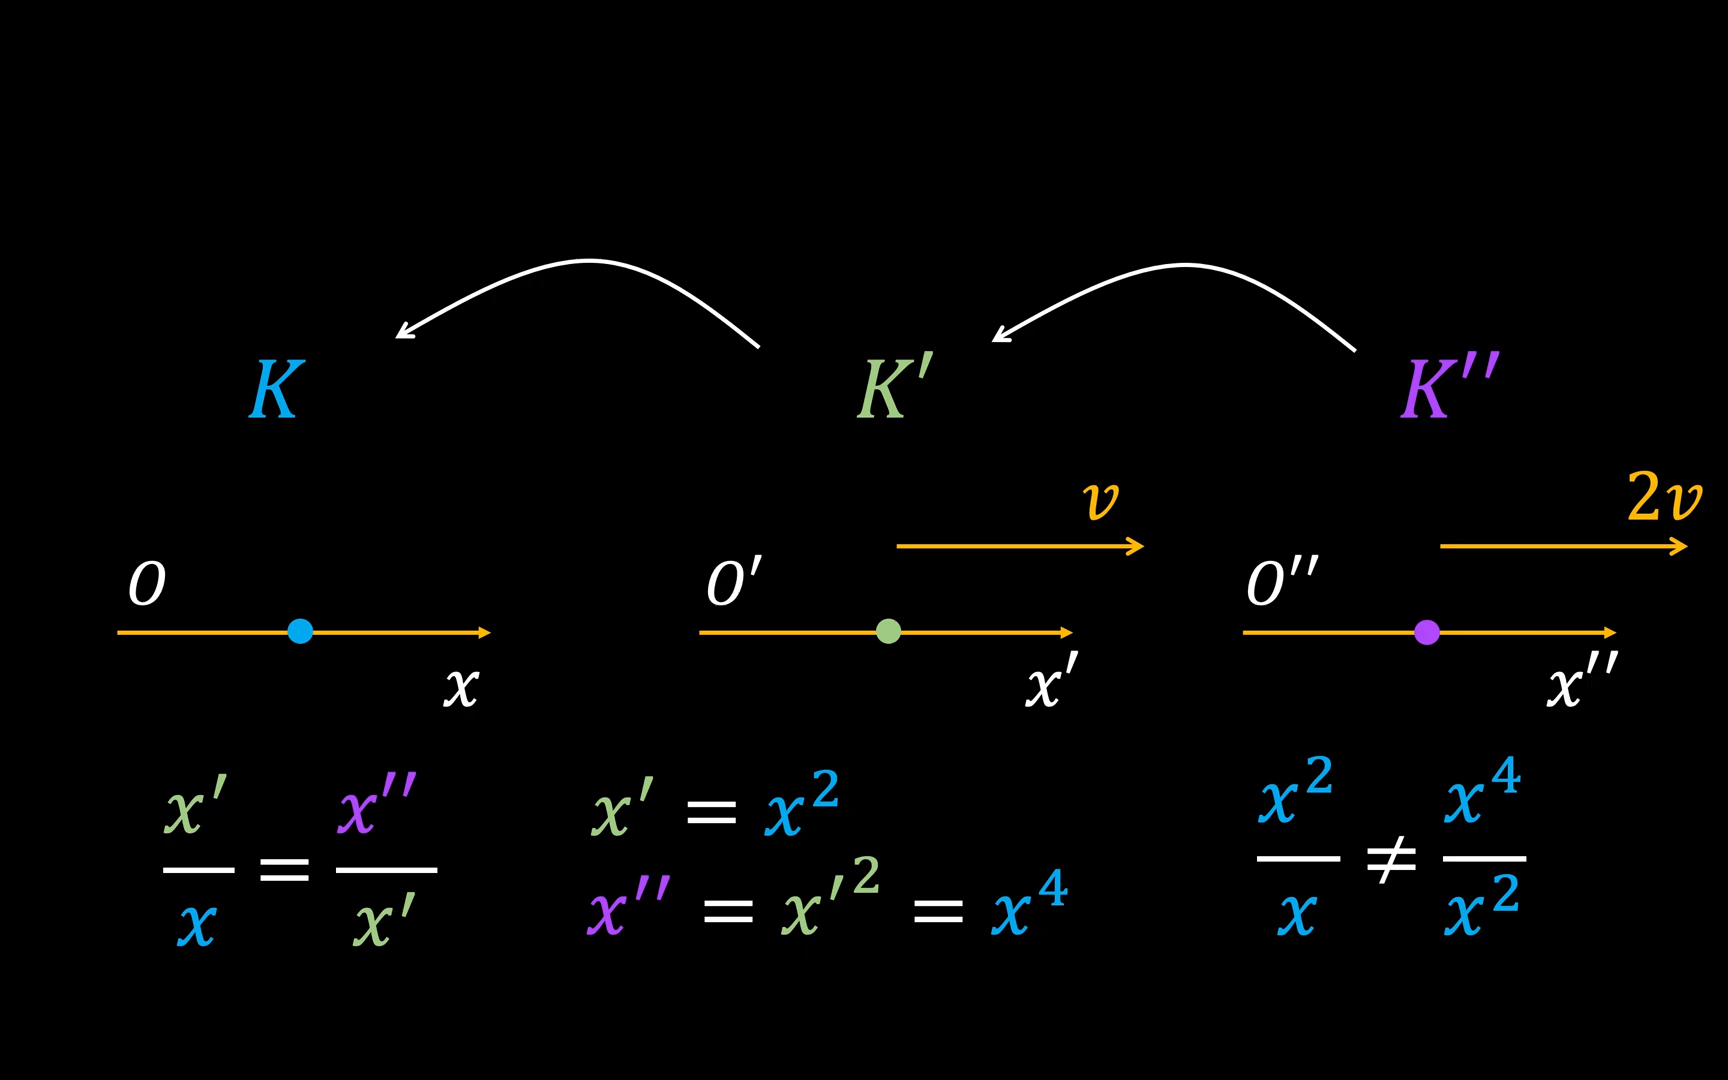 K K′ K′′
v 2v
O O′ O′′
x x′ x′′
x′/x = x′′/x′
x′ = x²
x′′ = x′² = x⁴
x²/x ≠ x⁴/x²